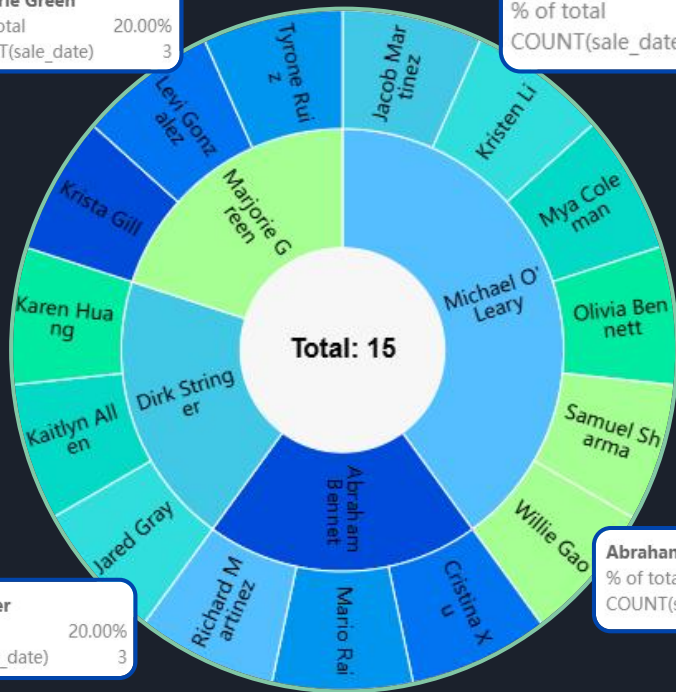 rie Green
otal 20.00%
T(sale_date) 3
% of total
COUNT(sale_date
Tyrone Rui
z
Jacob Mar
tinez
Levi Gonz
alez
Kristen Li
Krista Gill
Marjorie G
reen
Mya Cole
man
Michael O'
Leary
Karen Hua
ng
Olivia Ben
nett
Total: 15
Dirk String
er
Kaitlyn All
en
Samuel Sh
arma
Abraham
Bennet
Jared Gray
Willie Gao
Richard M
artinez
Mario Rai
Cristina X
u
Abraham
% of tota
COUNT(s
er
20.00%
_date) 3